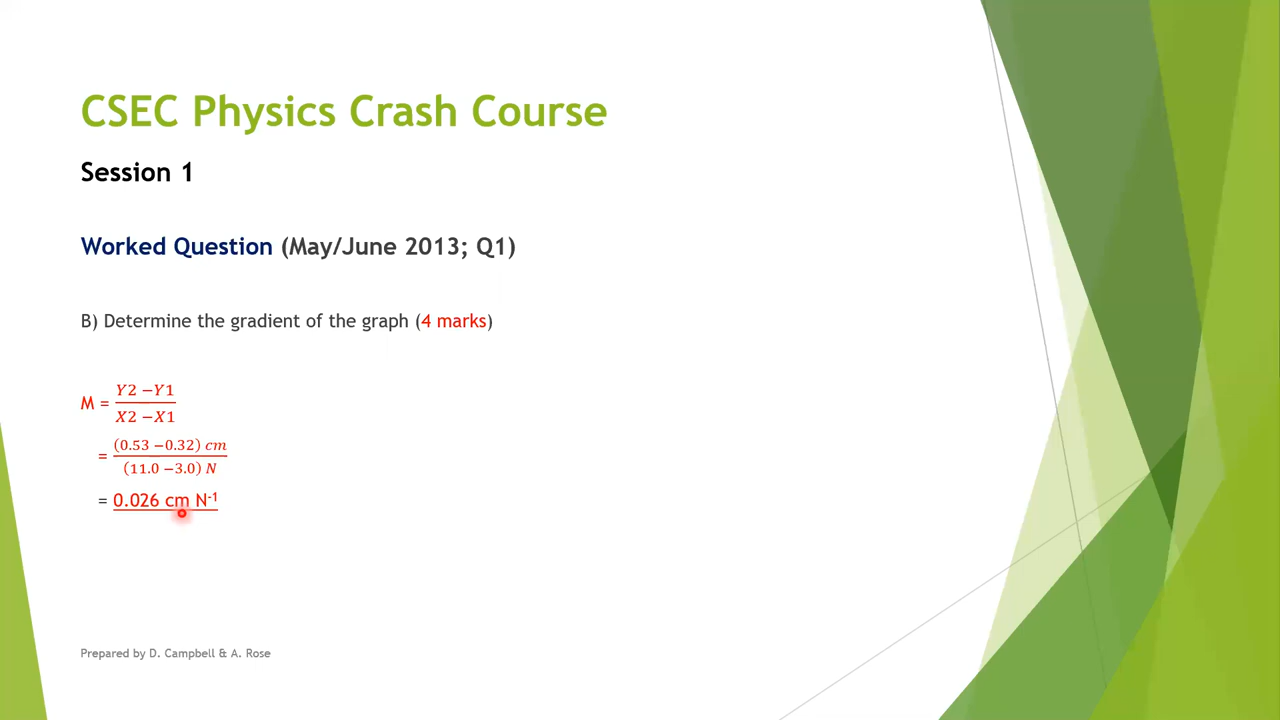 CSEC Physics Crash Course
Session 1
Worked Question (May/June 2013; Q1)
B) Determine the gradient of the graph (4 marks)
M = \frac{Y2 −Y1}{X2 −X1}
= \frac{(0.53 −0.32) cm}{(11.0 −3.0) N}
= 0.026 cm N⁻¹
Prepared by D. Campbell & A. Rose